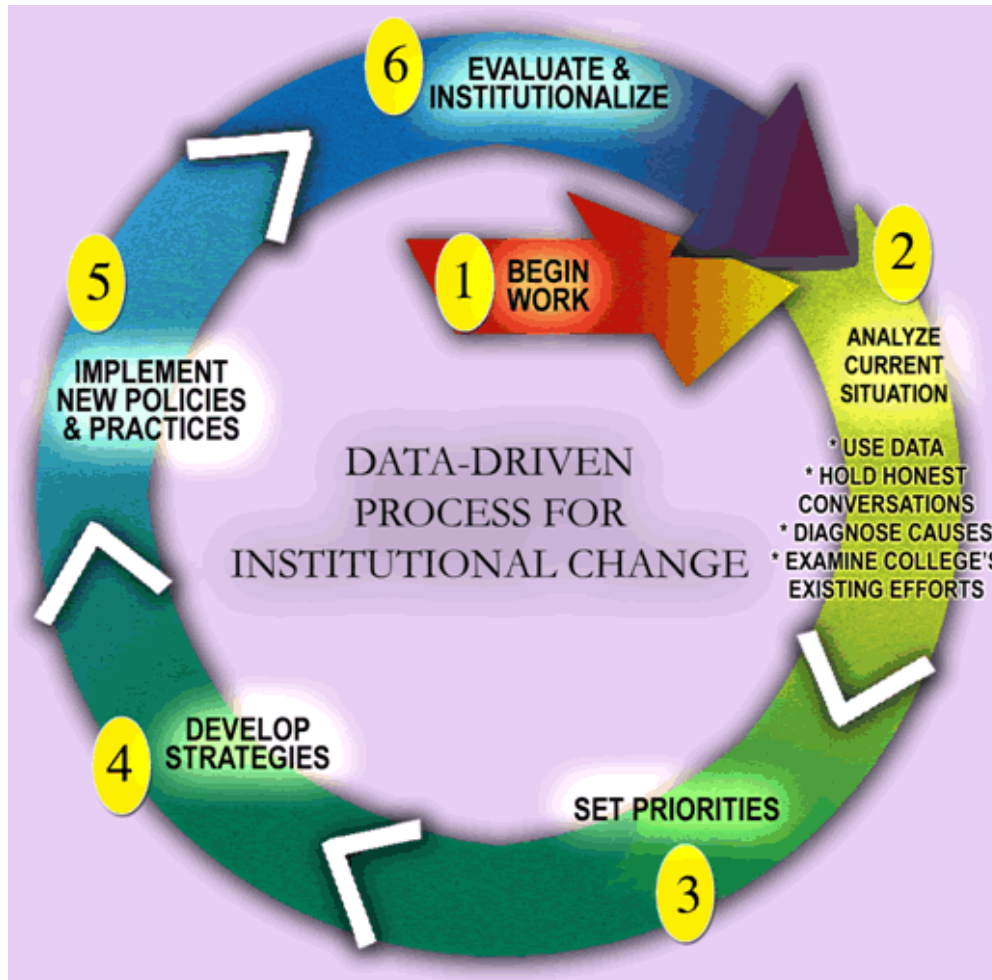 6
EVALUATE &
INSTITUTIONALIZE
1
BEGIN
WORK
2
ANALYZE
CURRENT
SITUATION
* USE DATA
* HOLD HONEST
CONVERSATIONS
* DIAGNOSE CAUSES
* EXAMINE COLLEGE'S
EXISTING EFFORTS
5
IMPLEMENT
NEW POLICIES
& PRACTICES
DATA-DRIVEN
PROCESS FOR
INSTITUTIONAL CHANGE
4
DEVELOP
STRATEGIES
SET PRIORITIES
3